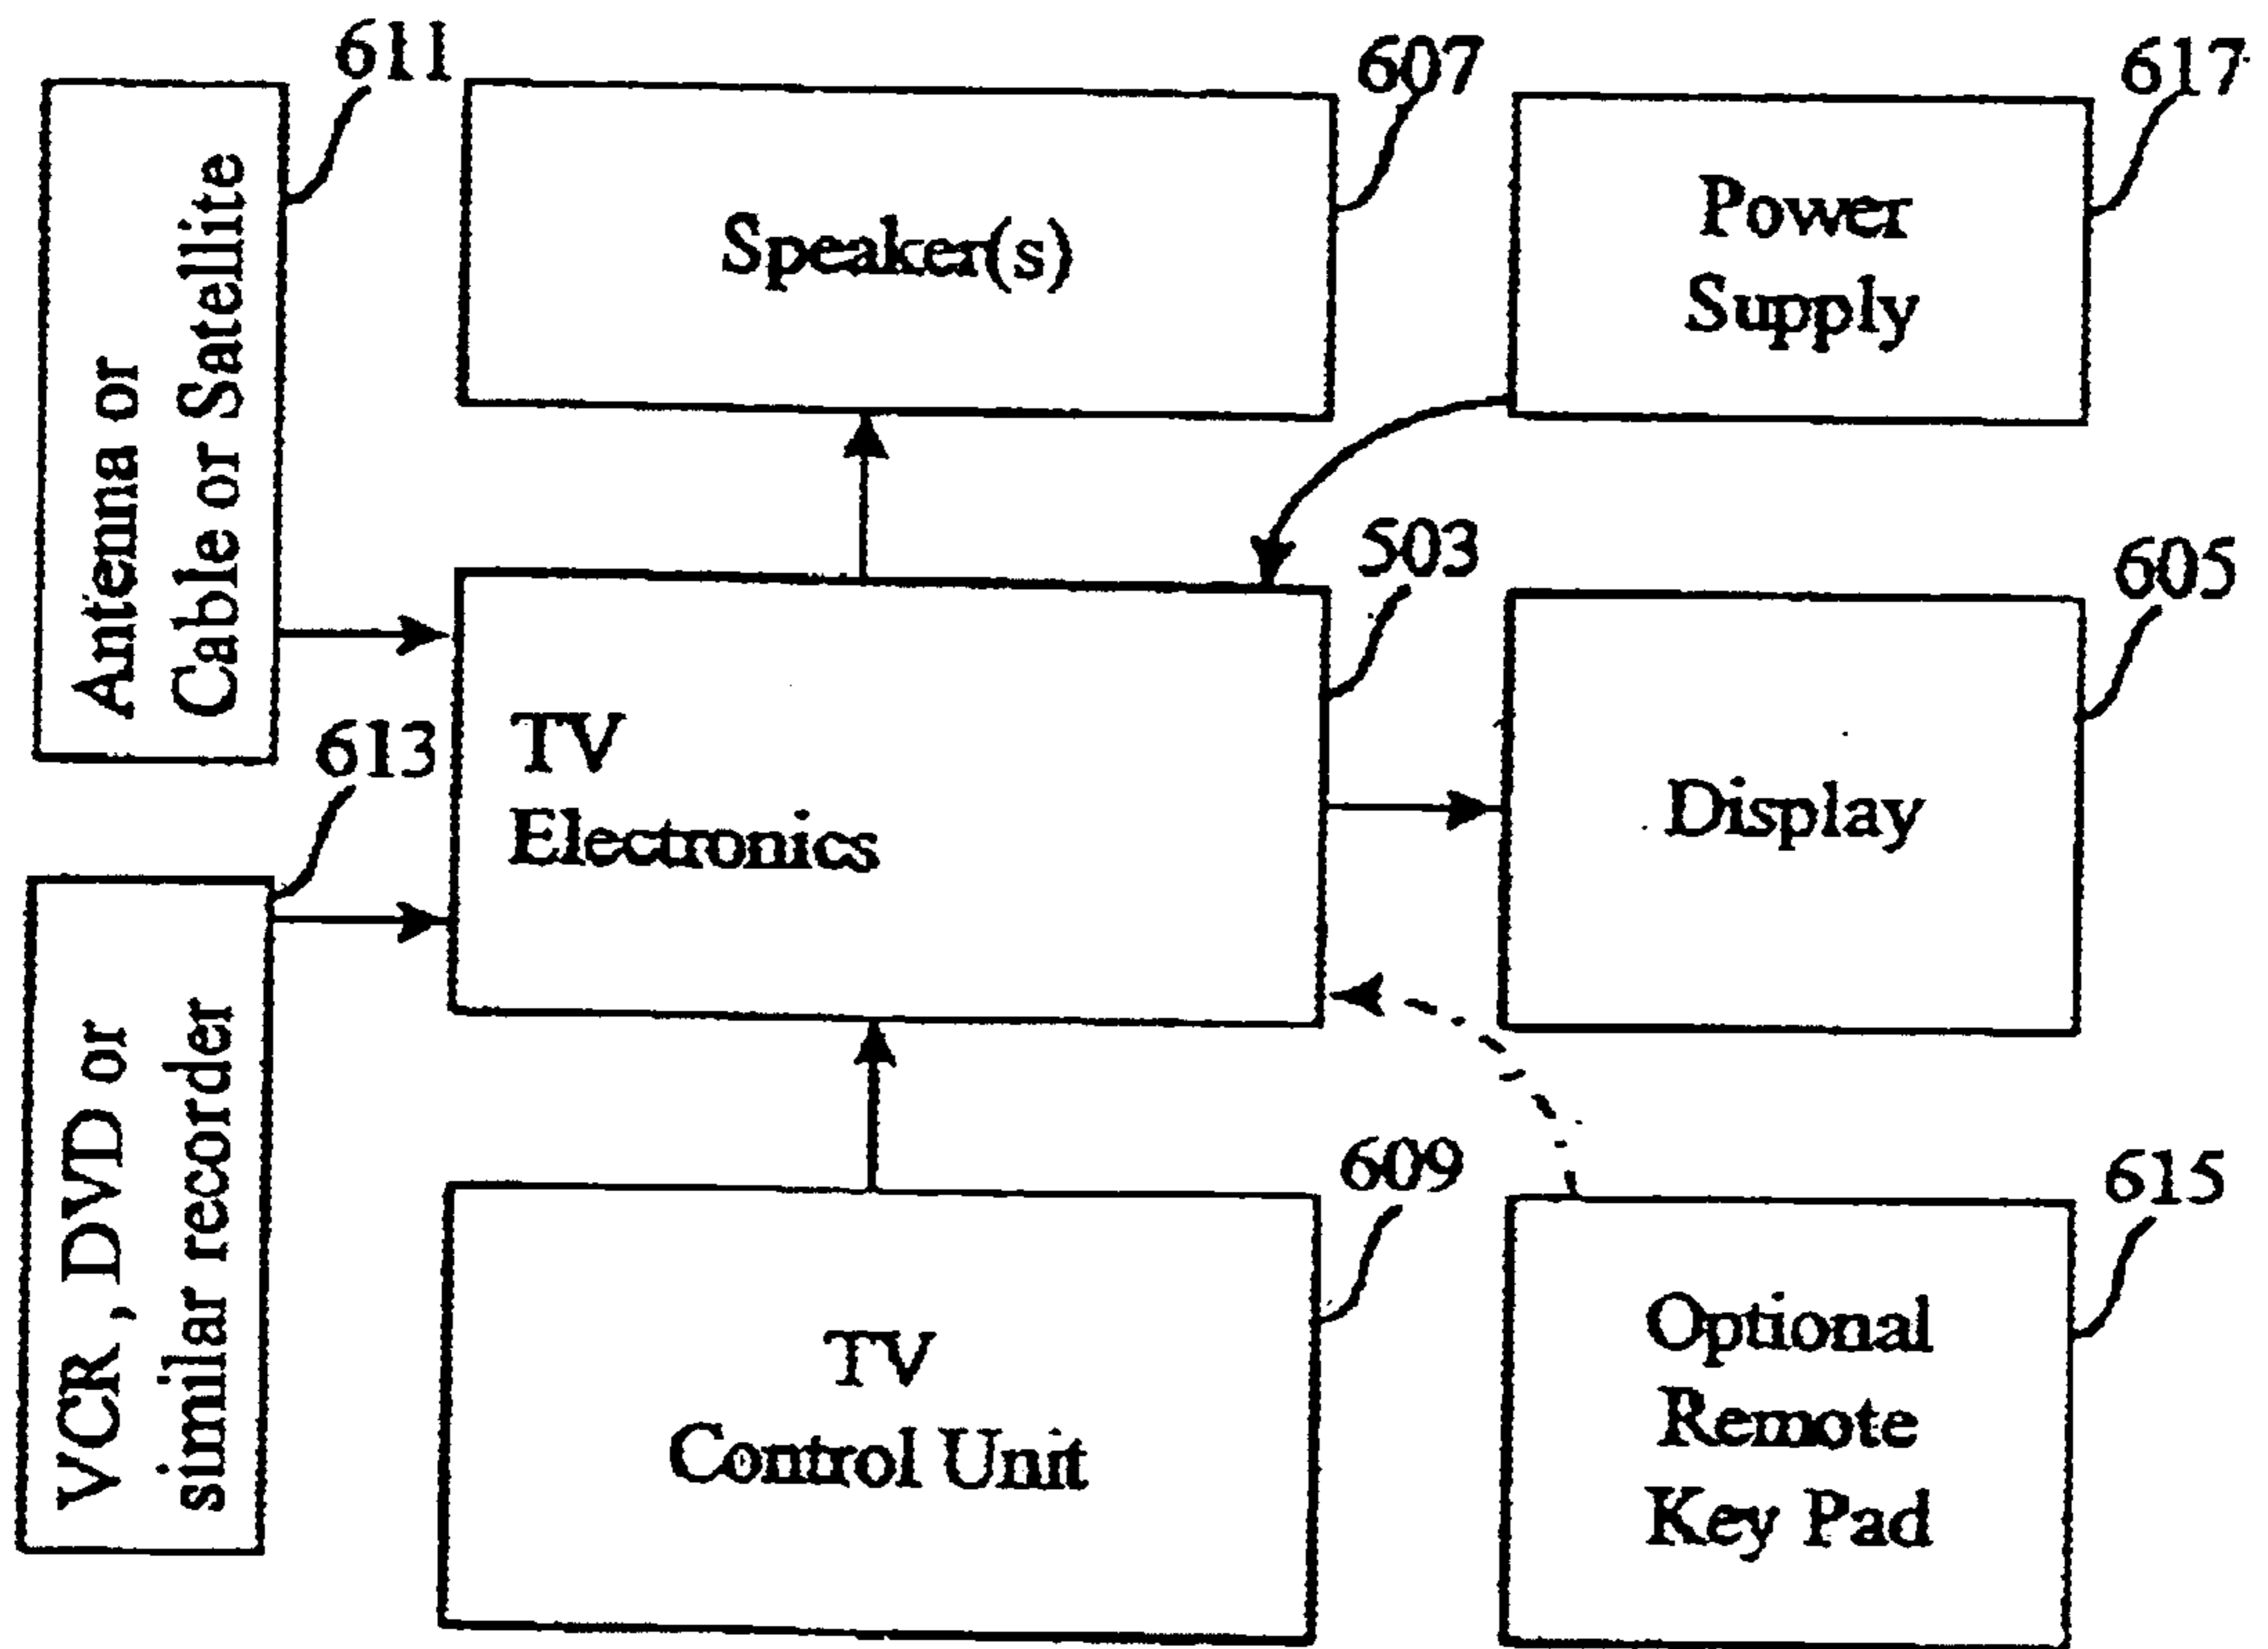 611
607
617
Antenna or
Cable or Satellite
Speaker(s)
Power
Supply
503
605
613
TV
Electronics
Display
VCR, DVD or
similar recorder
609
615
TV
Control Unit
Optional
Remote
Key Pad